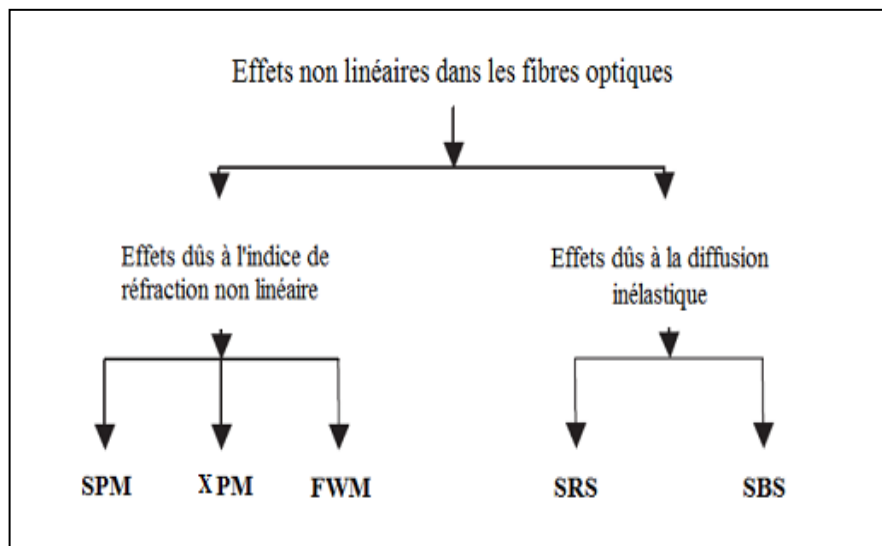 Effets non linéaires dans les fibres optiques
Effets dûs à l'indice de
réfraction non linéaire
Effets dûs à la diffusion
inélastique
SPM XPM FWM SRS SBS